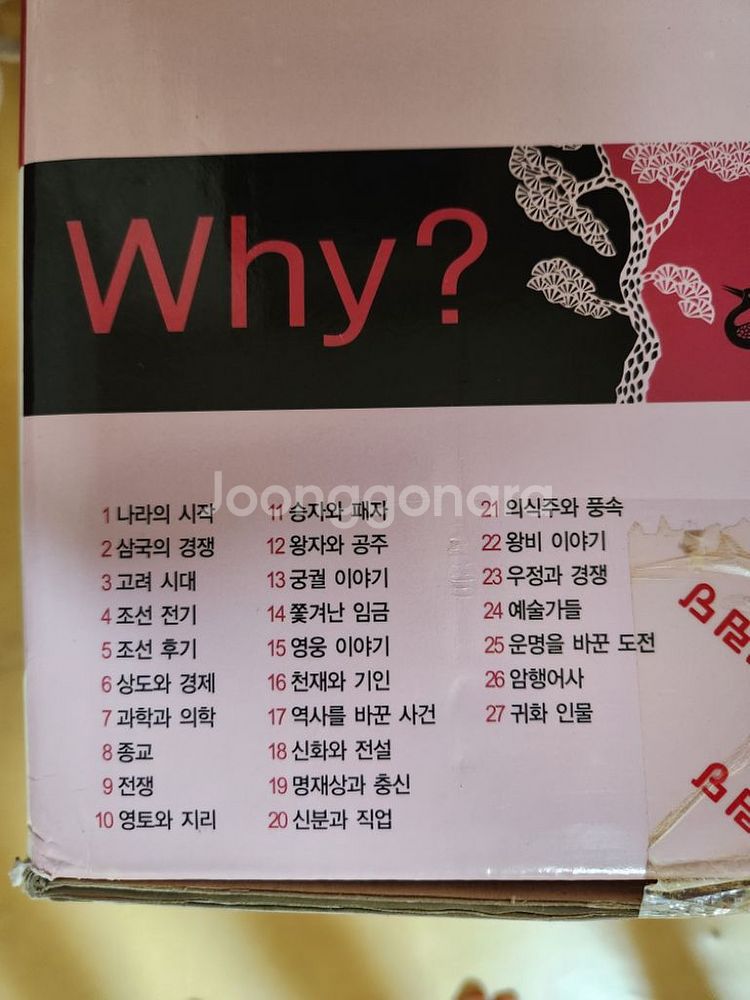 Why?
Joonggonara
1 나라의 시작
2 삼국의 경쟁
3 고려 시대
4 조선 전기
5 조선 후기
6 상도와 경제
7 과학과 의학
8 종교
9 전쟁
10 영토와 지리
11 승자와 패자
12 왕자와 공주
13 궁궐 이야기
14 쫓겨난 임금
15 영웅 이야기
16 천재와 기인
17 역사를 바꾼 사건
18 신화와 전설
19 명재상과 충신
20 신분과 직업
21 의식주와 풍속
22 왕비 이야기
23 우정과 경쟁
24 예술가들
25 운명을 바꾼 도전
26 암행어사
27 귀화 인물